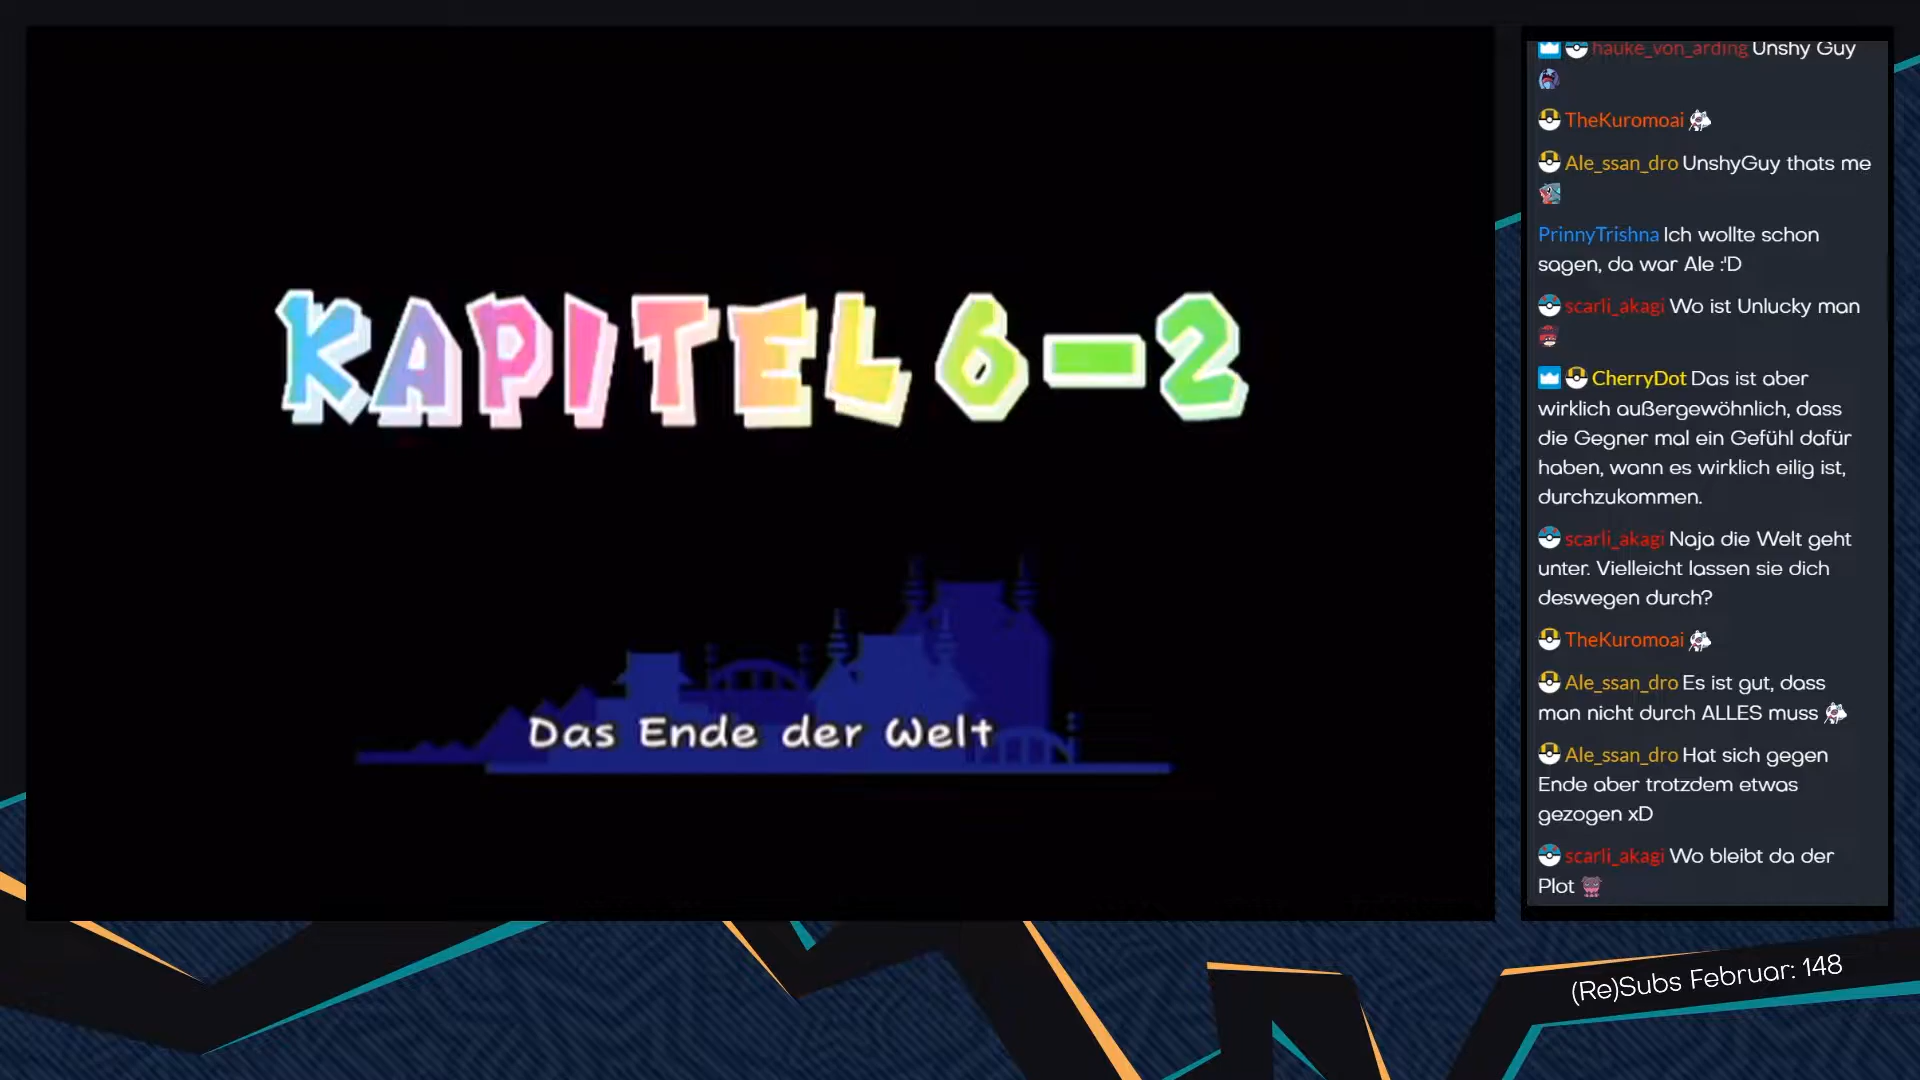 KAPITEL 6-2
Das Ende der Welt
hauke_von_arding Unshy Guy
TheKuromoai
Ale_ssan_dro UnshyGuy thats me
PrinnyTrishna Ich wollte schon
sagen, da war Ale :'D
scarli_akagi Wo ist Unlucky man
CherryDot Das ist aber
wirklich außergewöhnlich, dass
die Gegner mal ein Gefühl dafür
haben, wann es wirklich eilig ist,
durchzukommen.
scarli_akagi Naja die Welt geht
unter. Vielleicht lassen sie dich
deswegen durch?
TheKuromoai
Ale_ssan_dro Es ist gut, dass
man nicht durch ALLES muss
Ale_ssan_dro Hat sich gegen
Ende aber trotzdem etwas
gezogen xD
scarli_akagi Wo bleibt da der
Plot
(Re)Subs Februar: 148